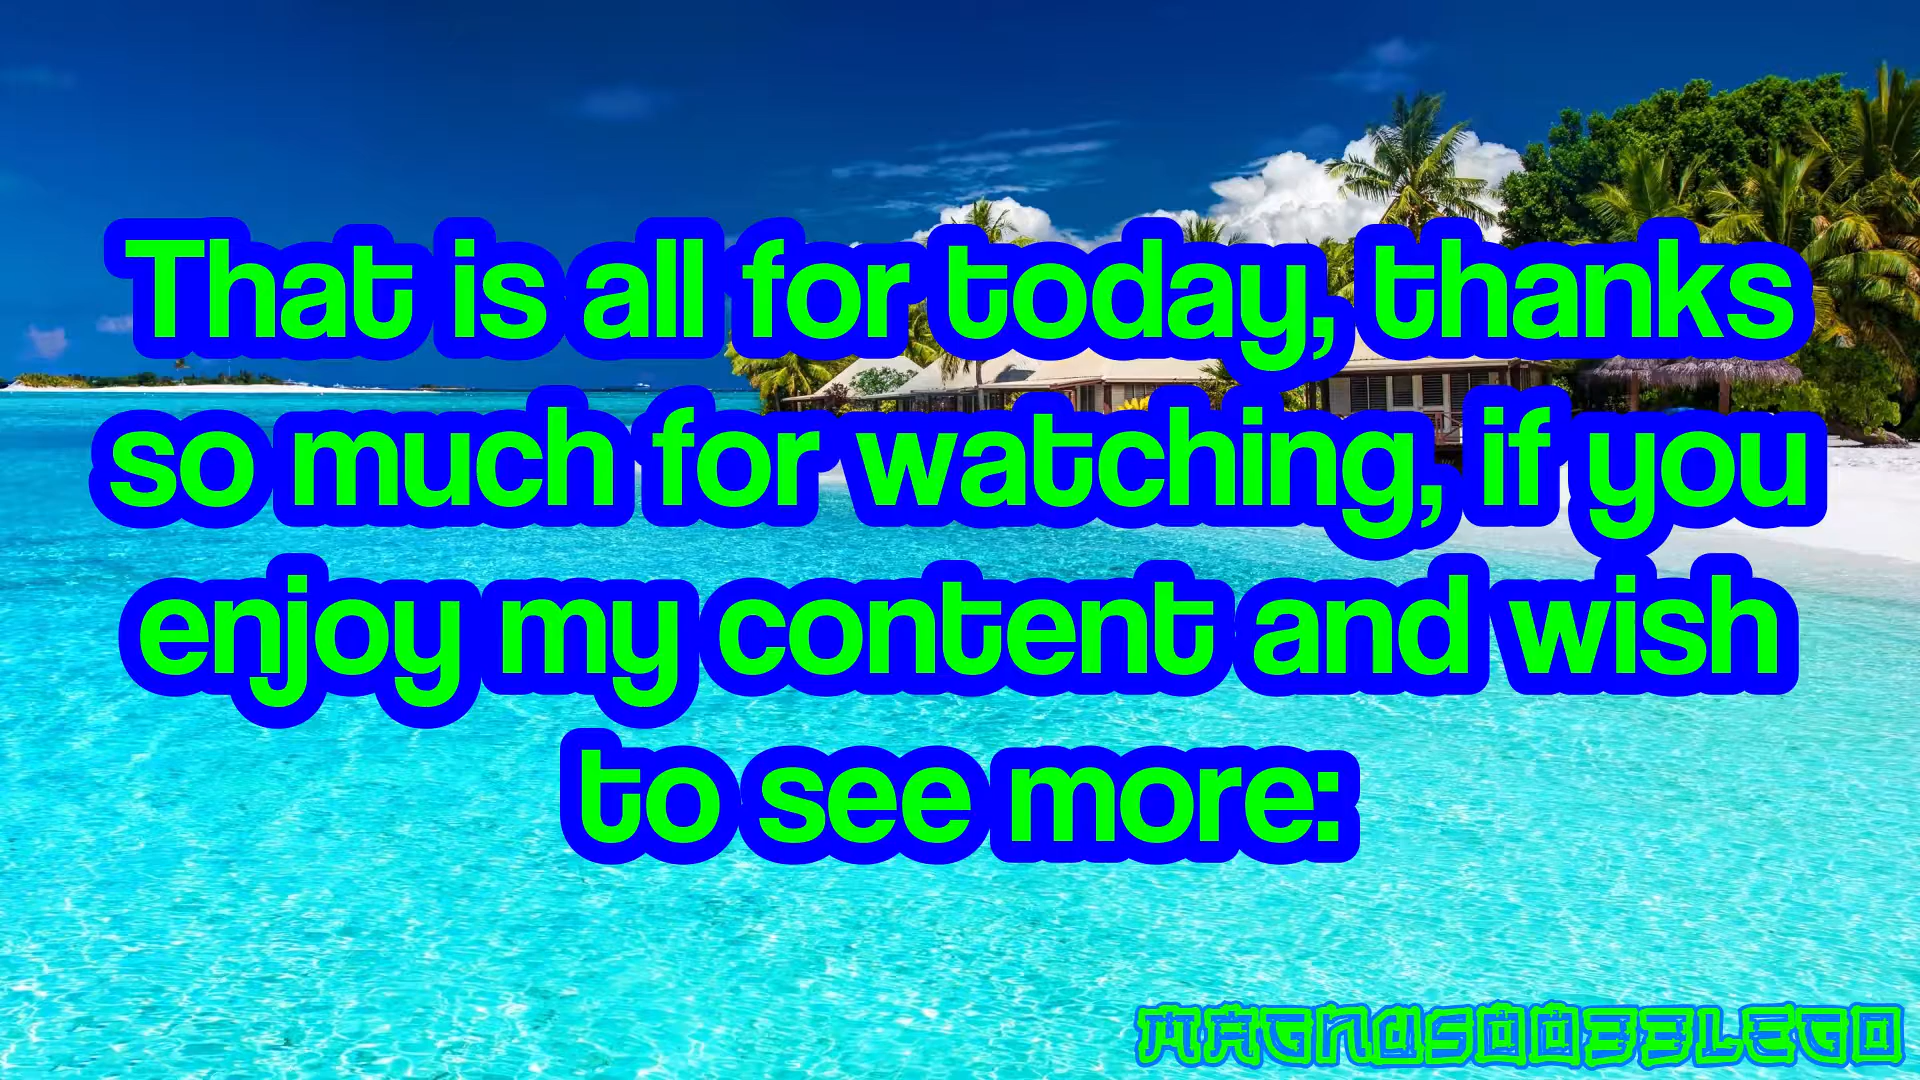 That is all for today, thanks
so much for watching, if you
enjoy my content and wish
to see more:
MAGNUSOO33LEGO